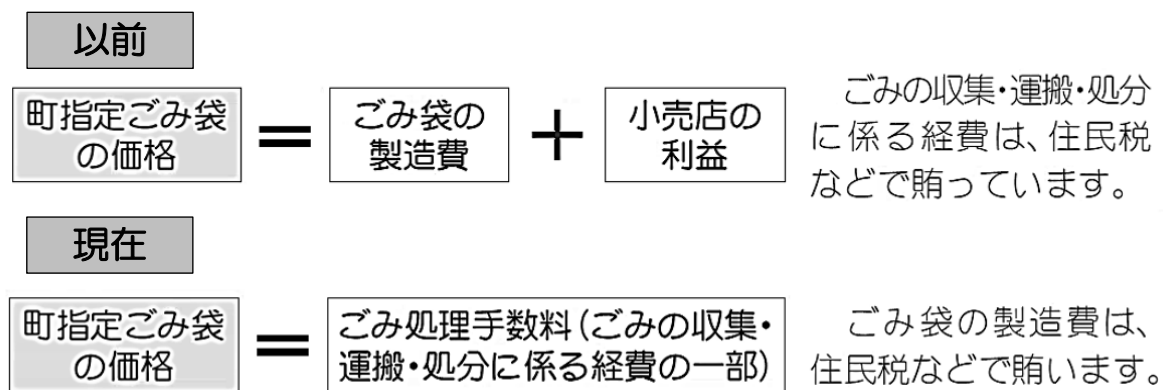 以前
町指定ごみ袋
の価格
=
ごみ袋の
製造費
+
小売店の
利益
ごみの収集・運搬・処分
に係る経費は、住民税
などで賄っています。
現在
町指定ごみ袋
の価格
=
ごみ処理手数料(ごみの収集・
運搬・処分に係る経費の一部)
ごみ袋の製造費は、
住民税などで賄います。